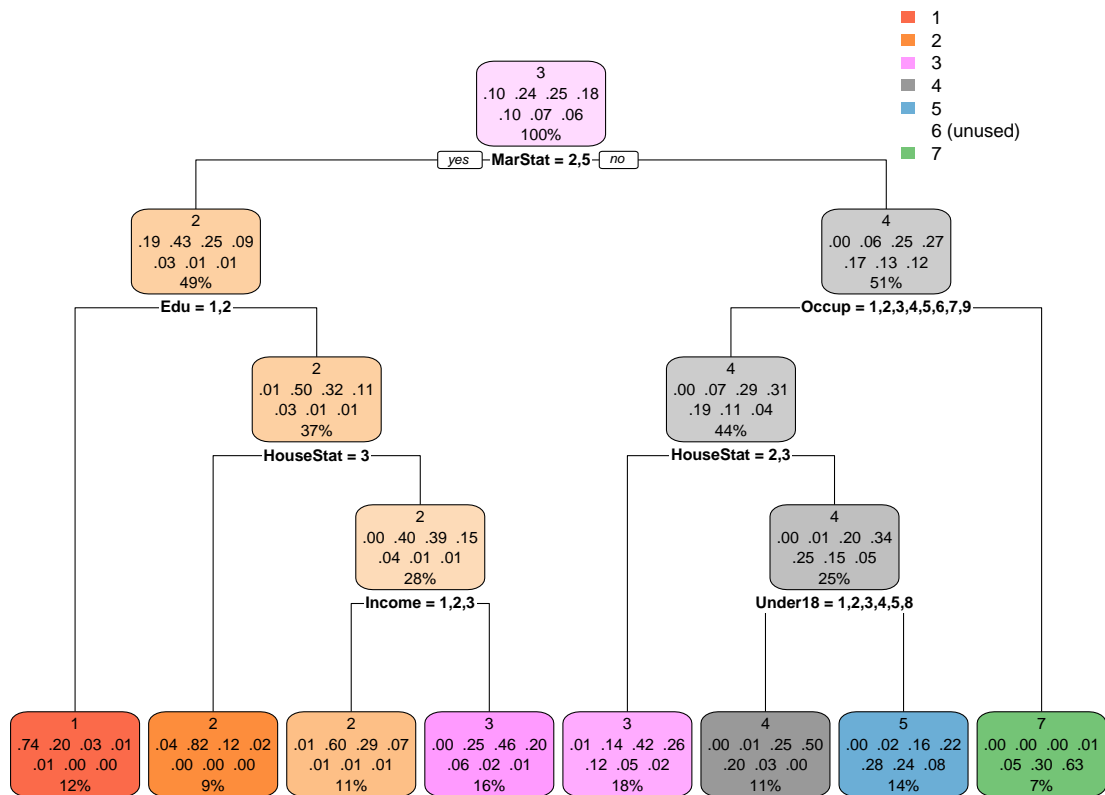 1
2
3
4
5
6 (unused)
7
3
.10 .24 .25 .18
.10 .07 .06
100%
yes MarStat = 2,5 no
2
.19 .43 .25 .09
.03 .01 .01
49%
Edu = 1,2
4
.00 .06 .25 .27
.17 .13 .12
51%
Occup = 1,2,3,4,5,6,7,9
2
.01 .50 .32 .11
.03 .01 .01
37%
HouseStat = 3
4
.00 .07 .29 .31
.19 .11 .04
44%
HouseStat = 2,3
2
.00 .40 .39 .15
.04 .01 .01
28%
Income = 1,2,3
4
.00 .01 .20 .34
.25 .15 .05
25%
Under18 = 1,2,3,4,5,8
1
.74 .20 .03 .01
.01 .00 .00
12%
2
.04 .82 .12 .02
.00 .00 .00
9%
2
.01 .60 .29 .07
.01 .01 .01
11%
3
.00 .25 .46 .20
.06 .02 .01
16%
3
.01 .14 .42 .26
.12 .05 .02
18%
4
.00 .01 .25 .50
.20 .03 .00
11%
5
.00 .02 .16 .22
.28 .24 .08
14%
7
.00 .00 .00 .01
.05 .30 .63
7%